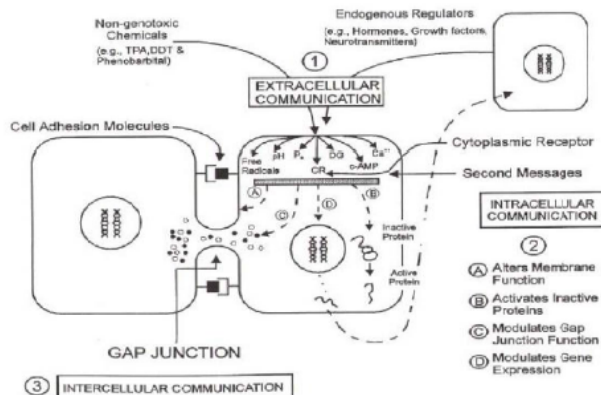 Non-genotoxic
Chemicals
(e.g., TPA,DDT &
Phenobarbital)
Endogenous Regulators
(e.g., Hormones, Growth factors,
Neurotransmitters)
1
EXTRACELLULAR
COMMUNICATION
Cell Adhesion Molecules
Free
Radicals
pH
DG
Ca++
CR
c-AMP
Cytoplasmic Receptor
Second Messages
A
B
C
D
Inactive
Protein
Active
Protein
INTRACELLULAR
COMMUNICATION
2
A Alters Membrane
Function
B Activates Inactive
Proteins
C Modulates Gap
Junction Function
D Modulates Gene
Expression
GAP JUNCTION
3 INTERCELLULAR COMMUNICATION